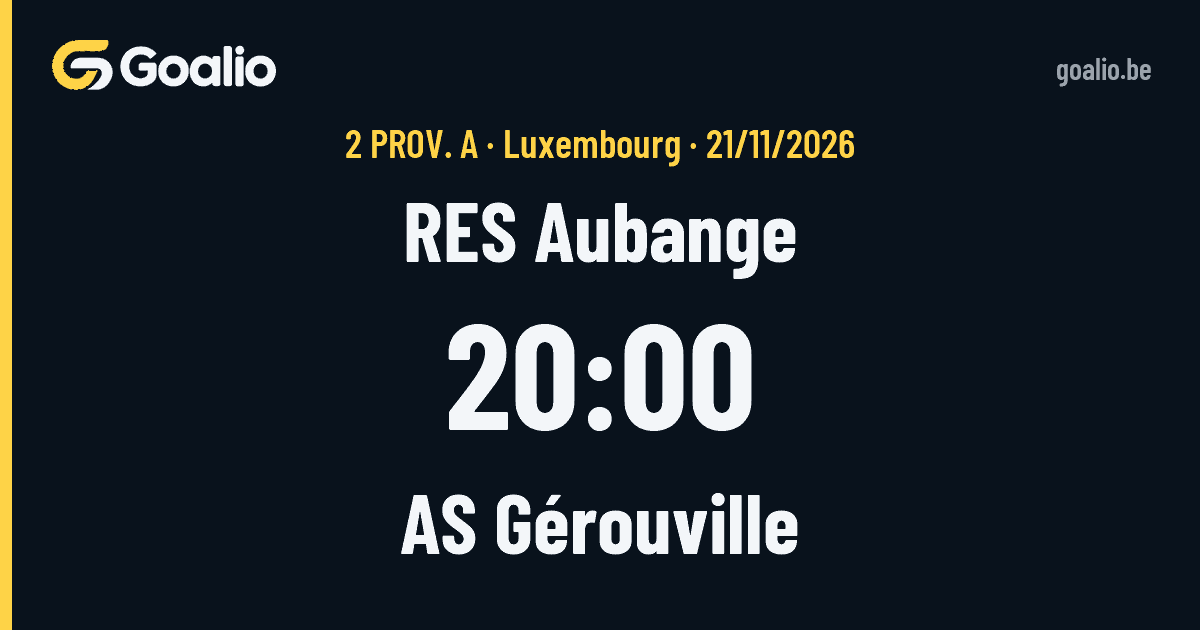 Goalio
goalio.be
2 PROV. A · Luxembourg · 21/11/2026
RES Aubange
20:00
AS Gérouville